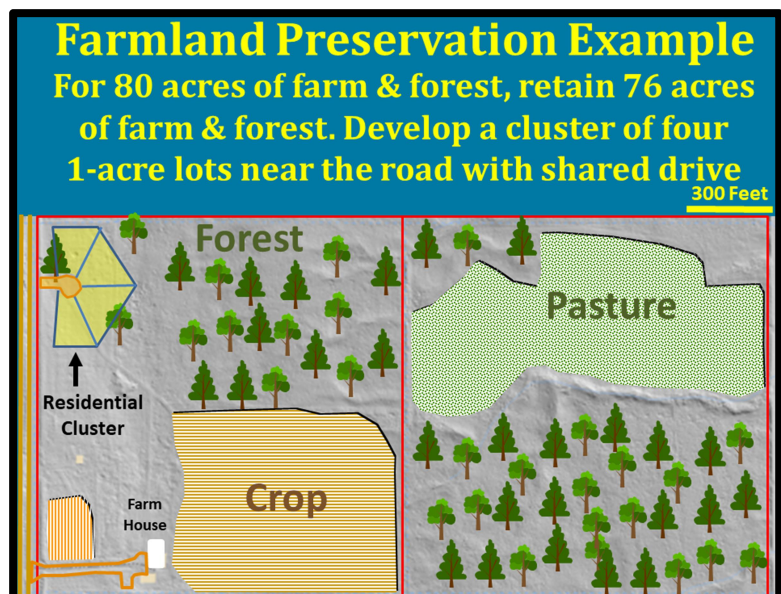 Farmland Preservation Example
For 80 acres of farm & forest, retain 76 acres
of farm & forest. Develop a cluster of four
1-acre lots near the road with shared drive
300 Feet
Forest
Pasture
Residential
Cluster
Crop
Farm
House